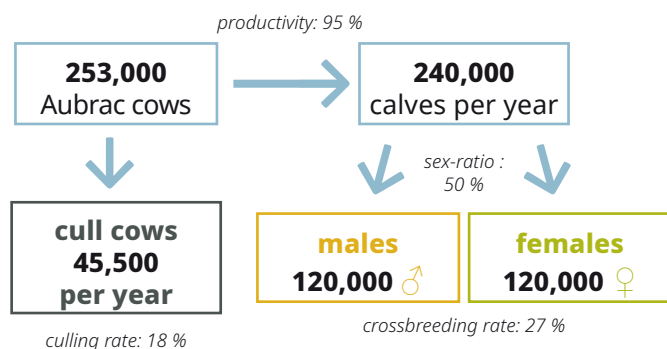 productivity: 95 %
253,000
Aubrac cows
240,000
calves per year
sex-ratio :
50 %
cull cows
45,500
per year
males
120,000 ♂
females
120,000 ♀
culling rate: 18 %
crossbreeding rate: 27 %